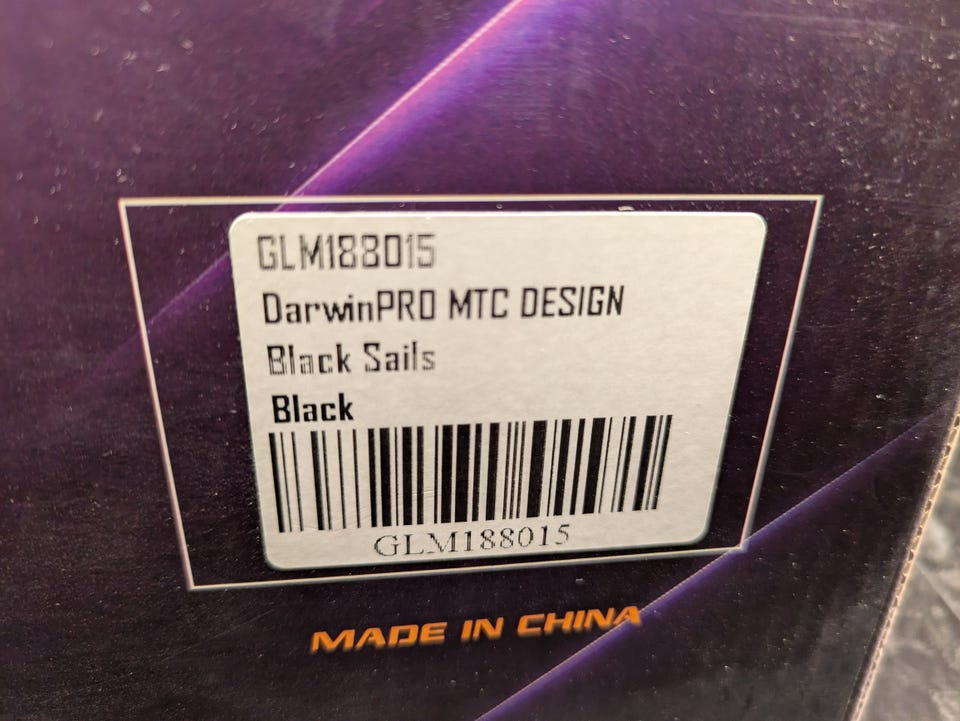 GLM188015
DarwinPRO MTC DESIGN
Black Sails
Black
GLM188015
MADE IN CHINA